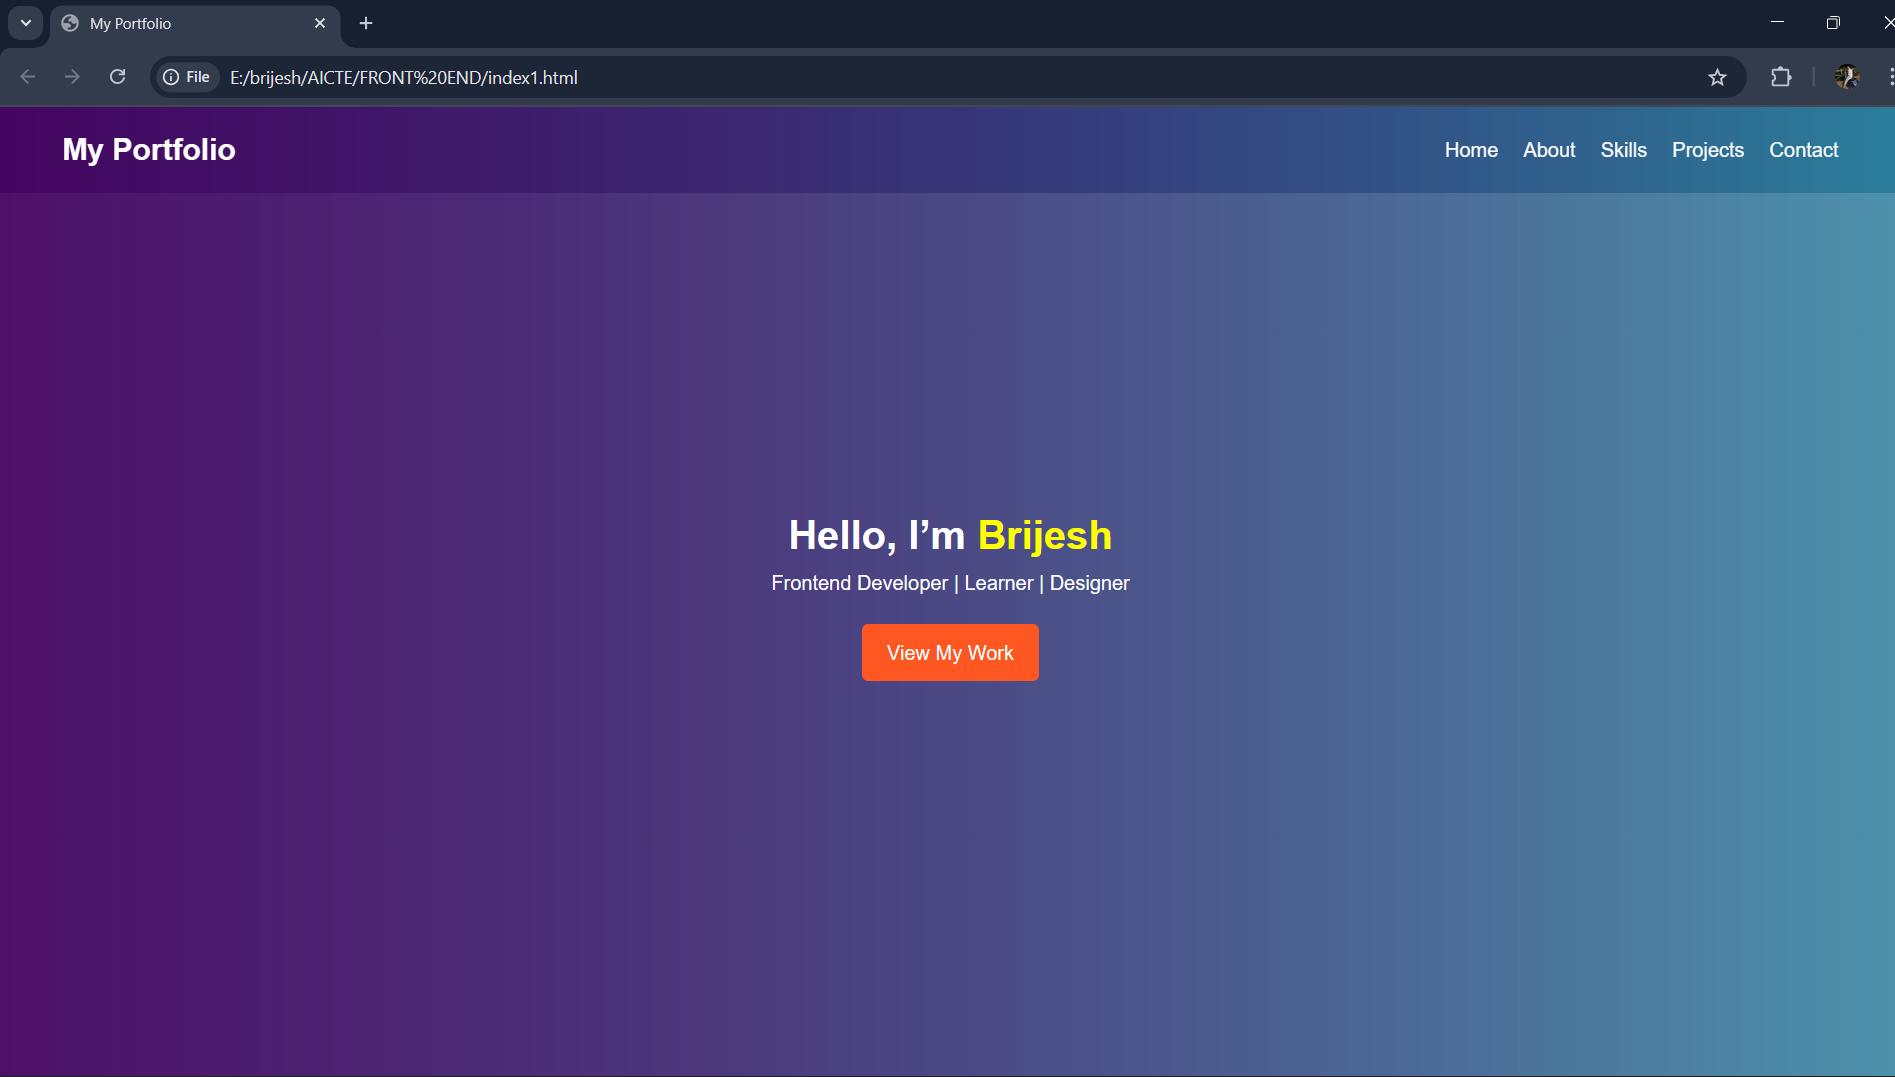 My Portfolio
File E:/brijesh/AICTE/FRONT%20END/index1.html
My Portfolio Home About Skills Projects Contact
Hello, I’m Brijesh
Frontend Developer | Learner | Designer
View My Work